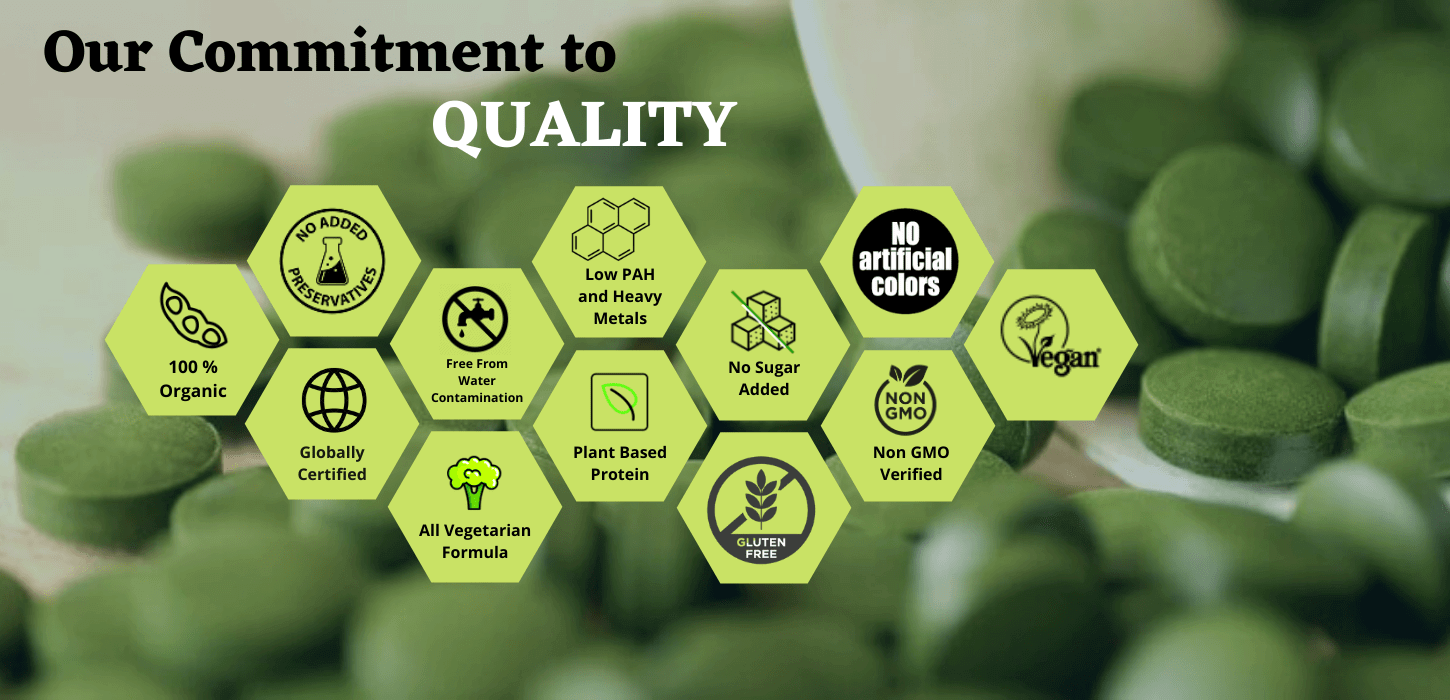 Our Commitment to
QUALITY
NO ADDED
PRESERVATIVES
Low PAH
and Heavy
Metals
NO
artificial
colors
100 %
Organic
Free From
Water
Contamination
No Sugar
Added
Vegan
Globally
Certified
Plant Based
Protein
NON
GMO
Non GMO
Verified
All Vegetarian
Formula
GLUTEN
FREE